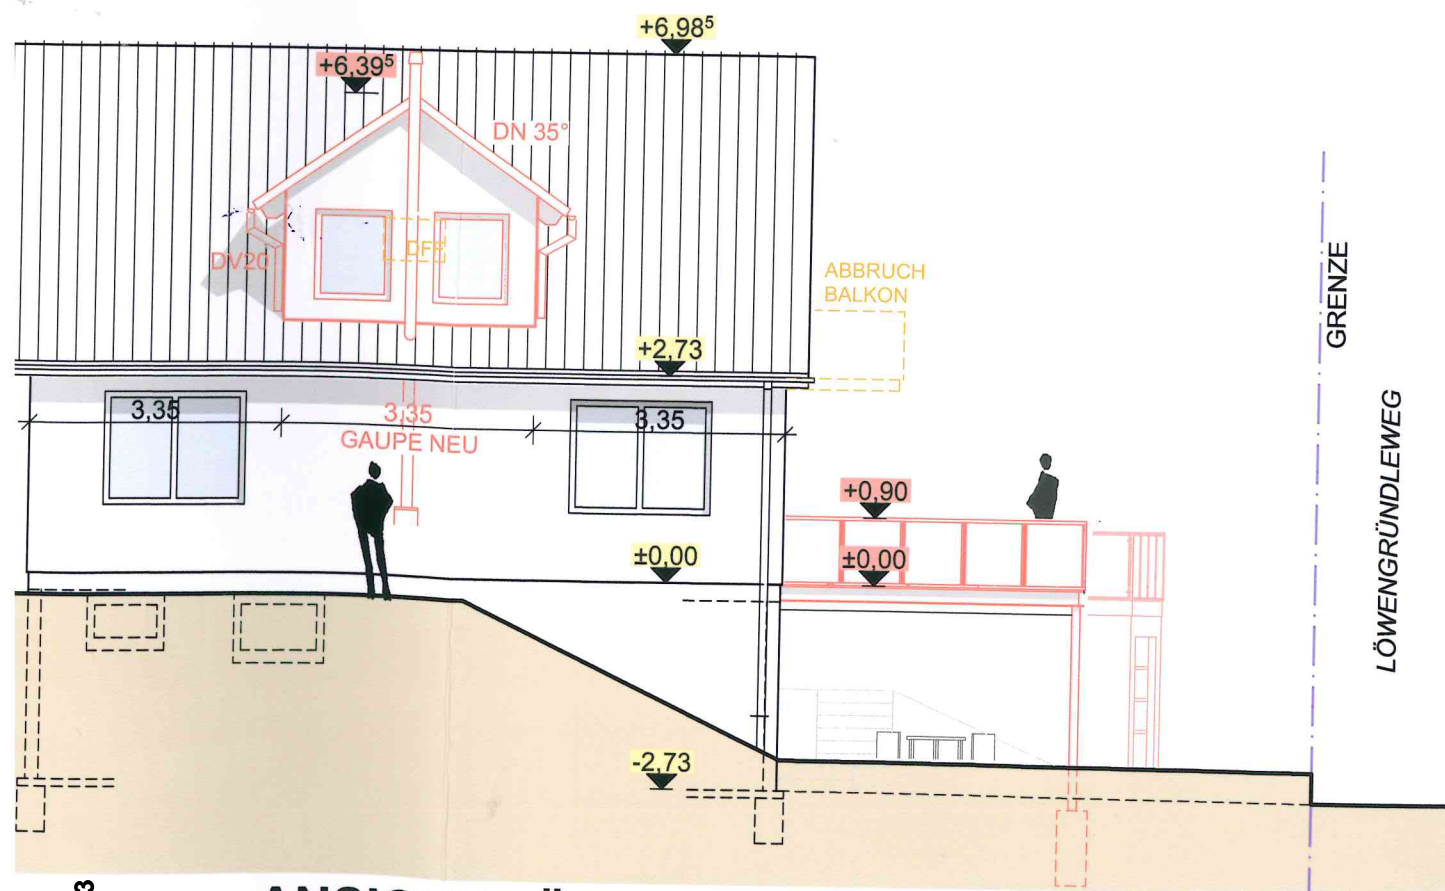 +6,98⁵
+6,39⁵
DN 35°
DV20
DFF
ABBRUCH
BALKON
GRENZE
+2,73
3,35
3,35
3,35
GAUPE NEU
LÖWENGRÜNDLEWEG
+0,90
±0,00
±0,00
-2,73
3